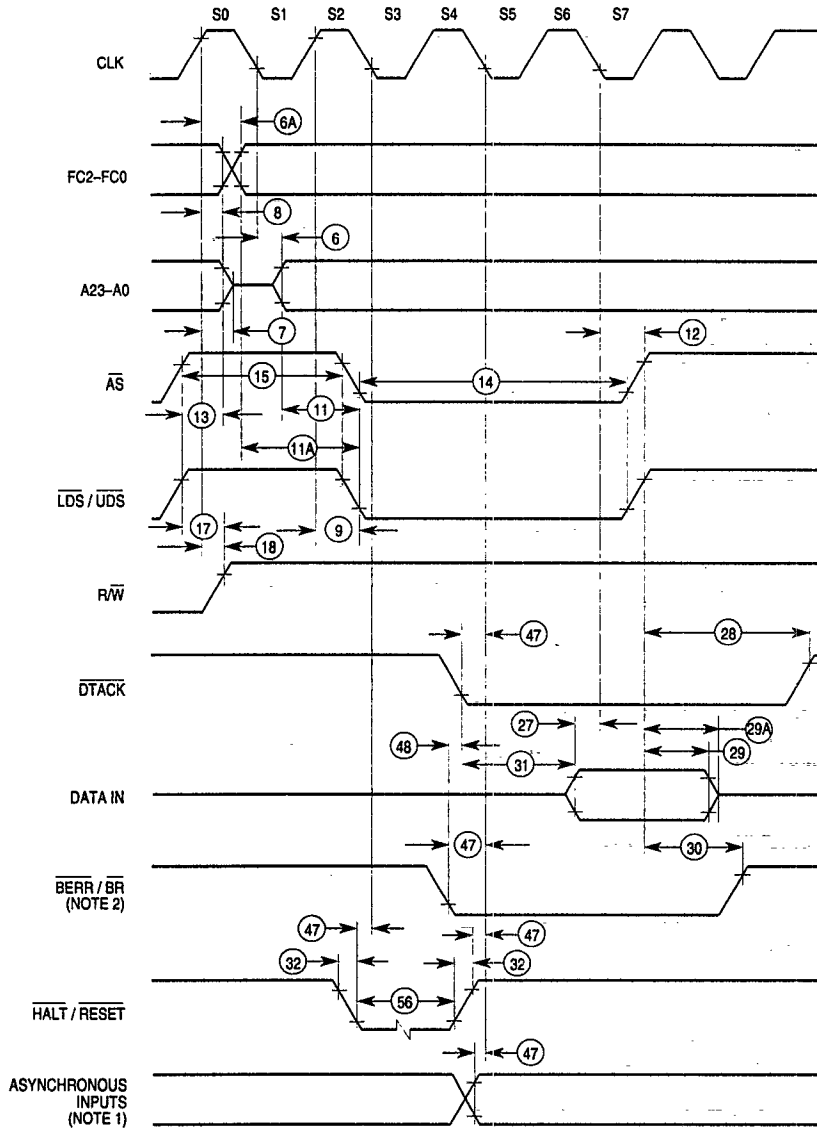 S0 S1 S2 S3 S4 S5 S6 S7
CLK
6A
FC2–FC0
8
6
A23–A0
7
12
AS
15
14
13
11
11A
LDS / UDS
17
9
18
R/W
47
28
DTACK
27
29A
48
31
29
DATA IN
47
30
BERR / BR
(NOTE 2)
47
47
32
32
56
HALT / RESET
47
ASYNCHRONOUS
INPUTS
(NOTE 1)